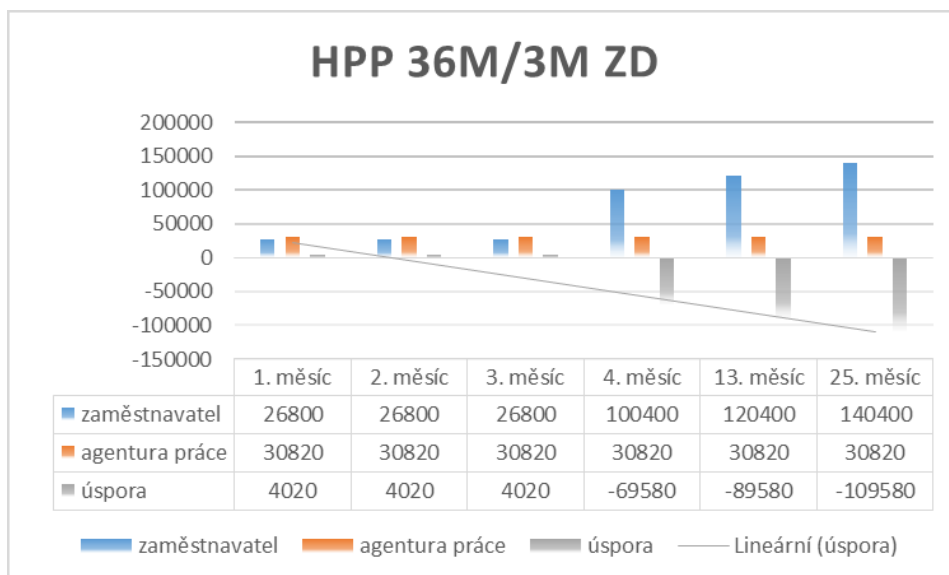 HPP 36M/3M ZD
200000
150000
100000
50000
0
-50000
-100000
-150000
1. měsíc 2. měsíc 3. měsíc 4. měsíc 13. měsíc 25. měsíc
zaměstnavatel 26800 26800 26800 100400 120400 140400
agentura práce 30820 30820 30820 30820 30820 30820
úspora 4020 4020 4020 -69580 -89580 -109580
zaměstnavatel agentura práce úspora Lineární (úspora)